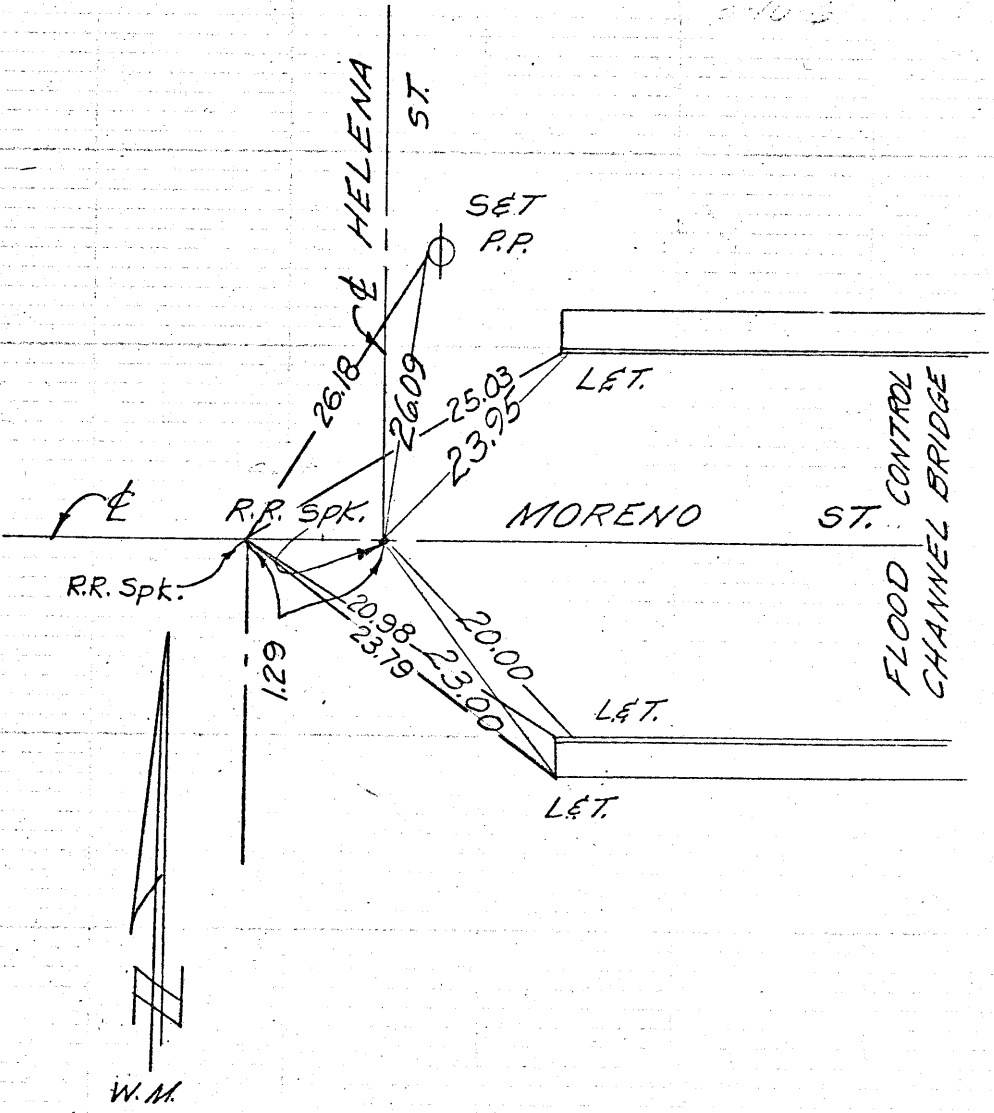 ℄ HELENA
ST.
S&T
P.P.
26.18
26.09
25.03
23.95
L&T.
℄
R.R. Spk.
MORENO ST.
R.R. Spk.
1.29
20.98
23.79
23.00
20.00
L&T.
L&T.
FLOOD CONTROL
CHANNEL BRIDGE
N
W.M.